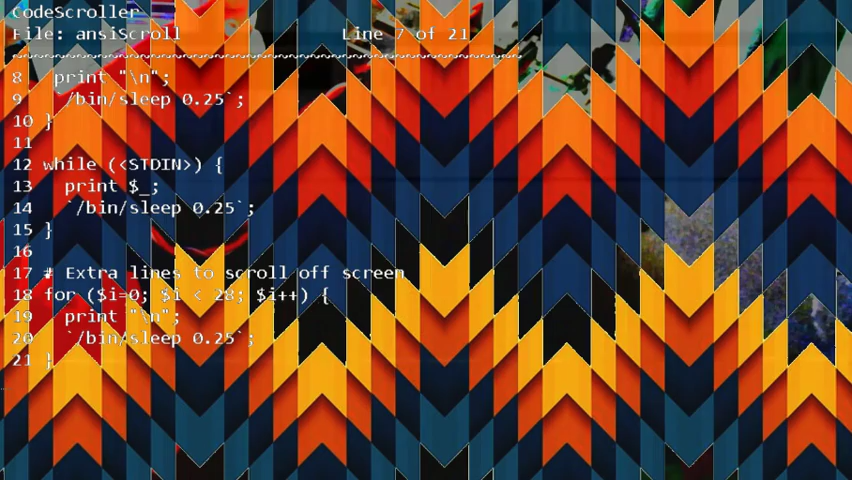 CodeScroller
File: ansiScroll Line 7 of 21
~~~~~~~~~~~~~~~~~~~~~~~~~~~~~~~~~~~~~~~~~~~~~~~~
8 print "\n";
9 `/bin/sleep 0.25`;
10 }
11
12 while (<STDIN>) {
13 print $_;
14 `/bin/sleep 0.25`;
15 }
16
17 # Extra lines to scroll off screen
18 for ($i=0; $i < 28; $i++) {
19 print "\n";
20 `/bin/sleep 0.25`;
21 }